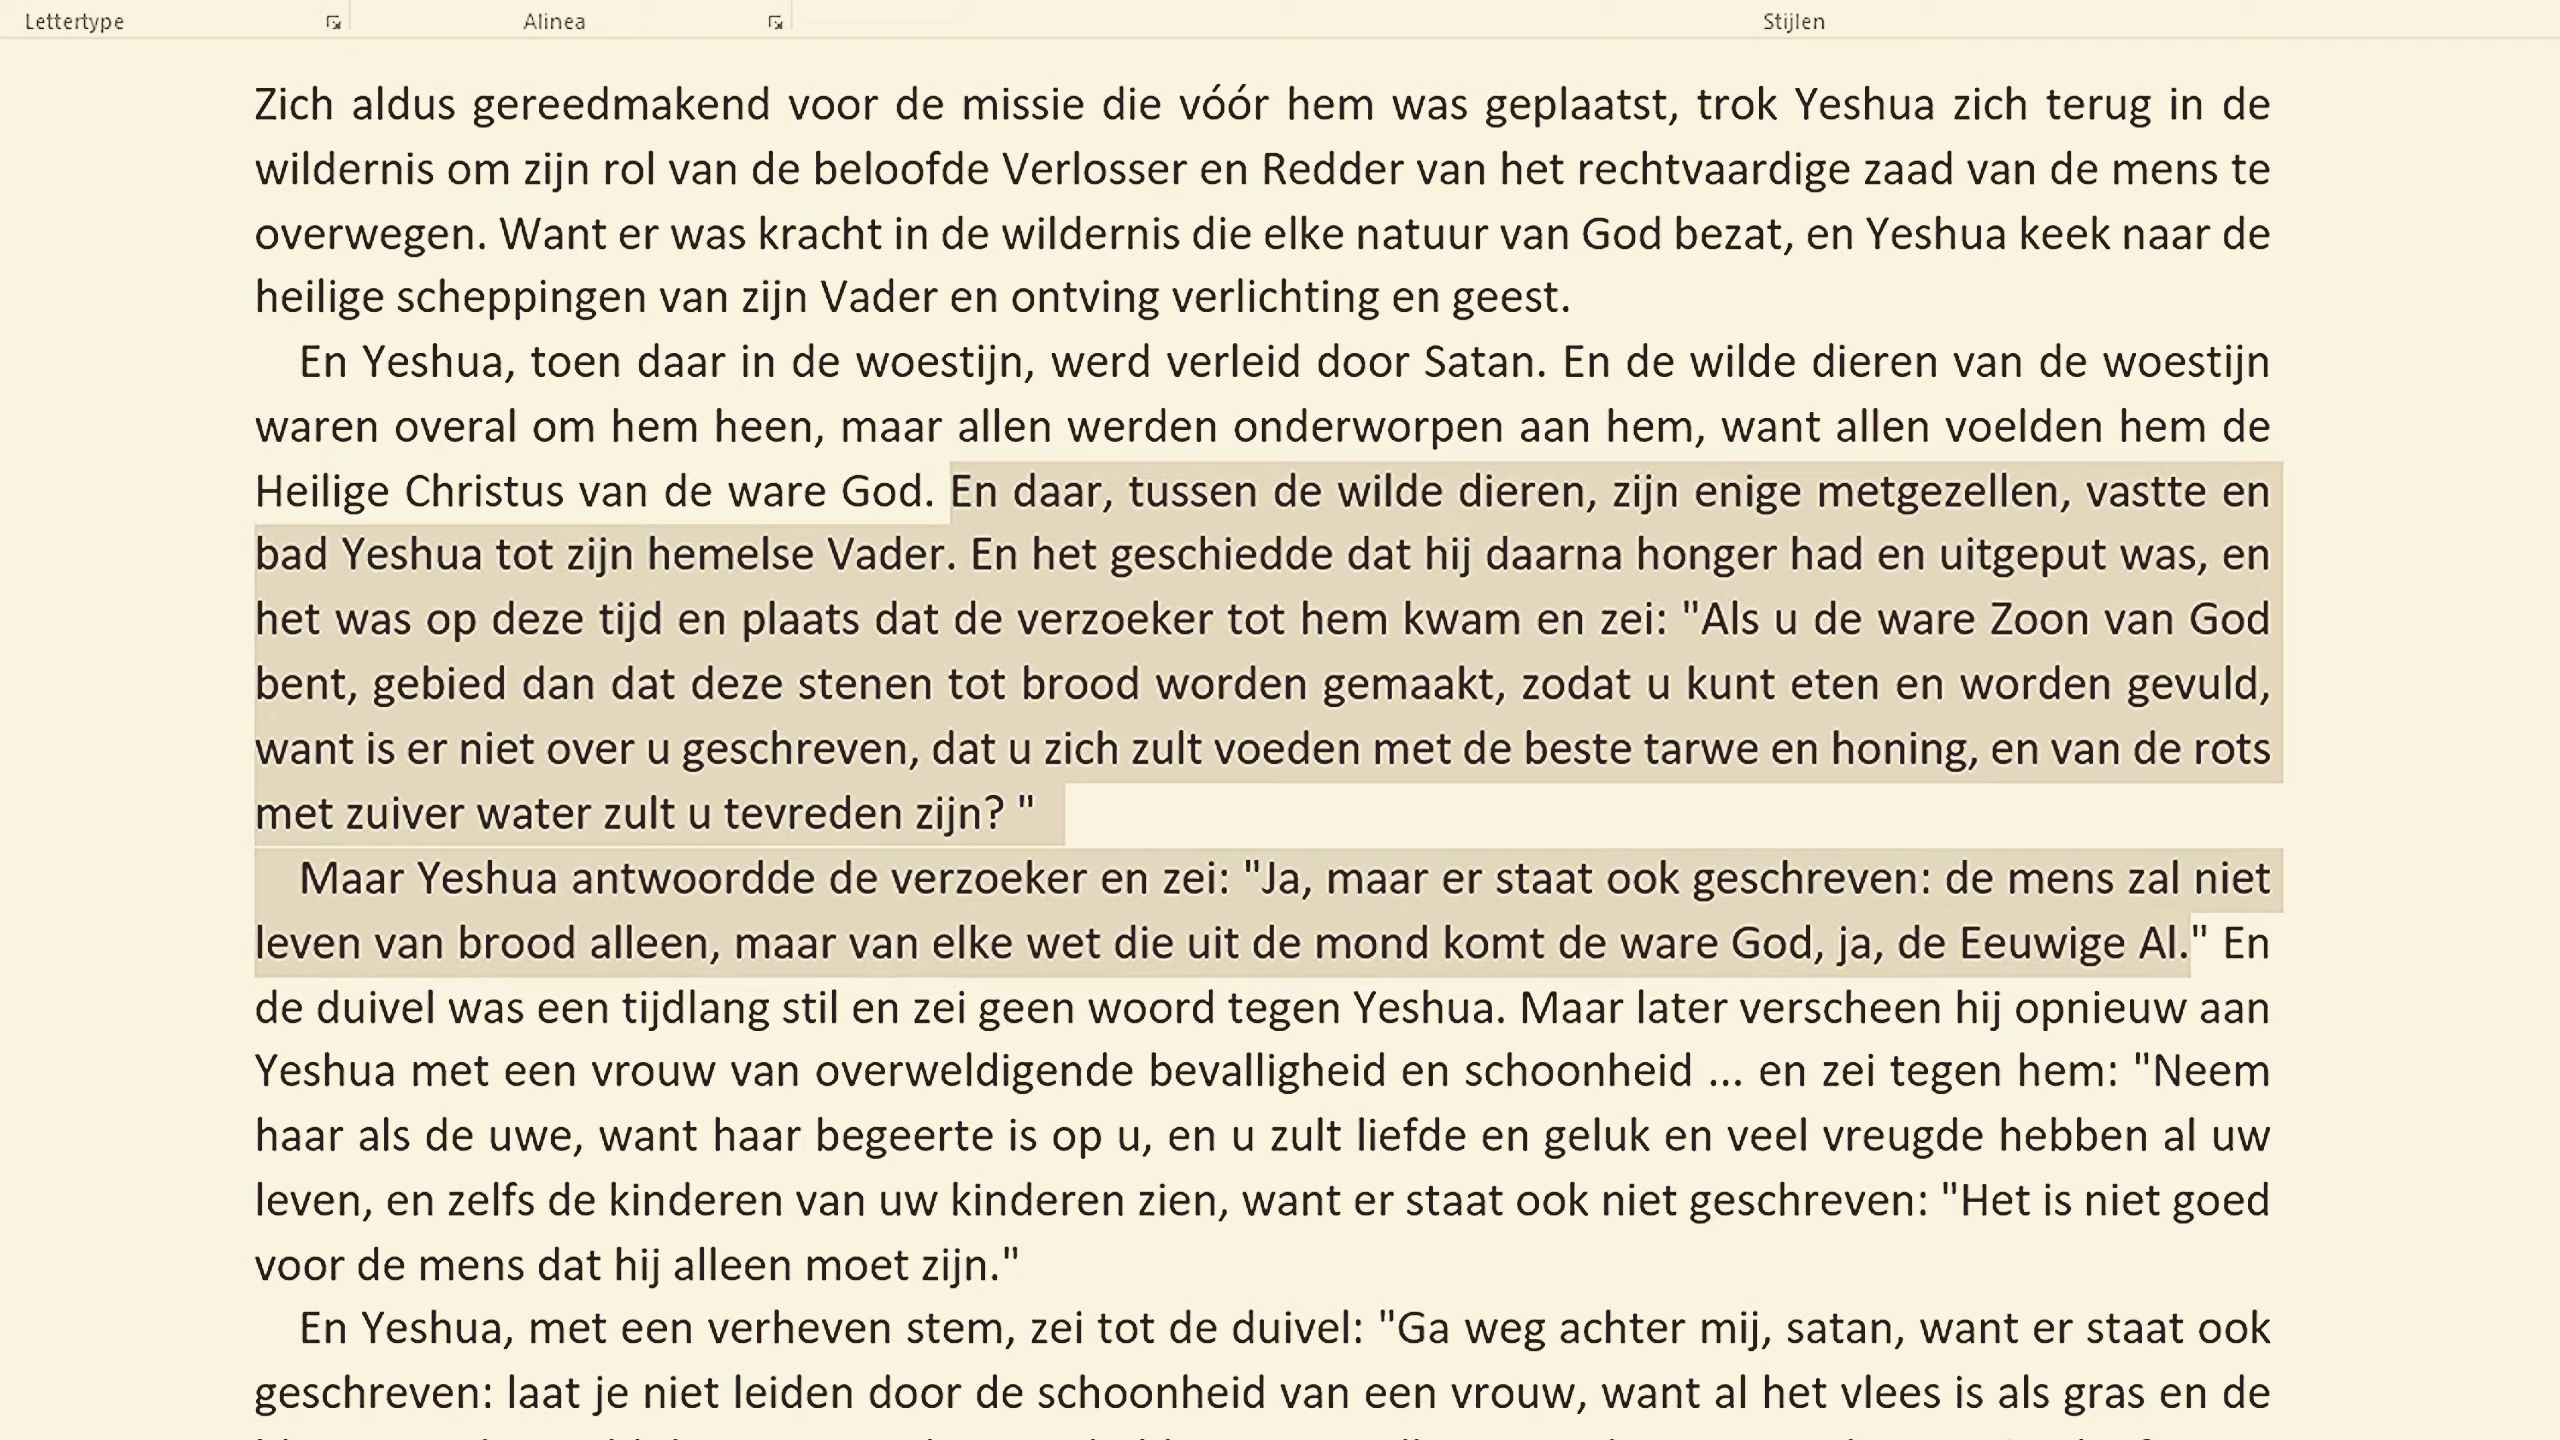 Lettertype Alinea Stijlen
Zich aldus gereedmakend voor de missie die vóór hem was geplaatst, trok Yeshua zich terug in de
wildernis om zijn rol van de beloofde Verlosser en Redder van het rechtvaardige zaad van de mens te
overwegen. Want er was kracht in de wildernis die elke natuur van God bezat, en Yeshua keek naar de
heilige scheppingen van zijn Vader en ontving verlichting en geest.
En Yeshua, toen daar in de woestijn, werd verleid door Satan. En de wilde dieren van de woestijn
waren overal om hem heen, maar allen werden onderworpen aan hem, want allen voelden hem de
Heilige Christus van de ware God. En daar, tussen de wilde dieren, zijn enige metgezellen, vastte en
bad Yeshua tot zijn hemelse Vader. En het geschiedde dat hij daarna honger had en uitgeput was, en
het was op deze tijd en plaats dat de verzoeker tot hem kwam en zei: "Als u de ware Zoon van God
bent, gebied dan dat deze stenen tot brood worden gemaakt, zodat u kunt eten en worden gevuld,
want is er niet over u geschreven, dat u zich zult voeden met de beste tarwe en honing, en van de rots
met zuiver water zult u tevreden zijn? "
Maar Yeshua antwoordde de verzoeker en zei: "Ja, maar er staat ook geschreven: de mens zal niet
leven van brood alleen, maar van elke wet die uit de mond komt de ware God, ja, de Eeuwige Al." En
de duivel was een tijdlang stil en zei geen woord tegen Yeshua. Maar later verscheen hij opnieuw aan
Yeshua met een vrouw van overweldigende bevalligheid en schoonheid ... en zei tegen hem: "Neem
haar als de uwe, want haar begeerte is op u, en u zult liefde en geluk en veel vreugde hebben al uw
leven, en zelfs de kinderen van uw kinderen zien, want er staat ook niet geschreven: "Het is niet goed
voor de mens dat hij alleen moet zijn."
En Yeshua, met een verheven stem, zei tot de duivel: "Ga weg achter mij, satan, want er staat ook
geschreven: laat je niet leiden door de schoonheid van een vrouw, want al het vlees is als gras en de